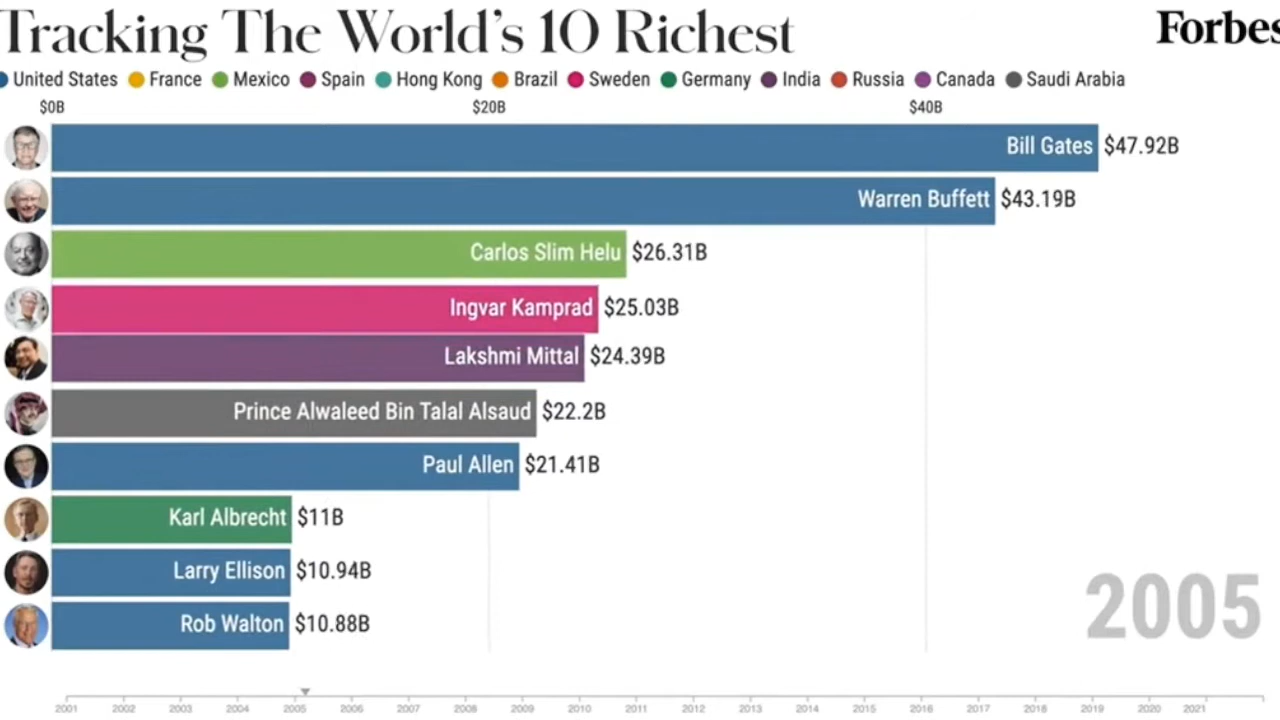 Tracking The World's 10 Richest
Forbes
United States France Mexico Spain Hong Kong Brazil Sweden Germany India Russia Canada Saudi Arabia
$0B $20B $40B
Bill Gates $47.92B
Warren Buffett $43.19B
Carlos Slim Helu $26.31B
Ingvar Kamprad $25.03B
Lakshmi Mittal $24.39B
Prince Alwaleed Bin Talal Alsaud $22.2B
Paul Allen $21.41B
Karl Albrecht $11B
Larry Ellison $10.94B
Rob Walton $10.88B
2005
2001 2002 2003 2004 2005 2006 2007 2008 2009 2010 2011 2012 2013 2014 2015 2016 2017 2018 2019 2020 2021